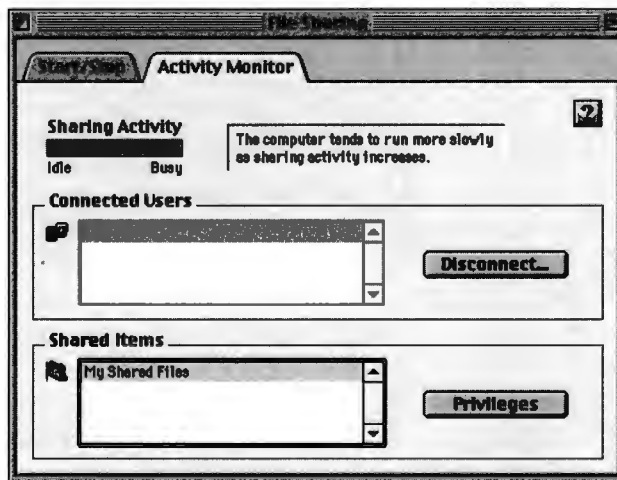 File Sharing
Start/Stop
Activity Monitor
?
Sharing Activity
Idle Busy
The computer tends to run more slowly
as sharing activity increases.
Connected Users
Disconnect...
Shared Items
My Shared Files
Privileges